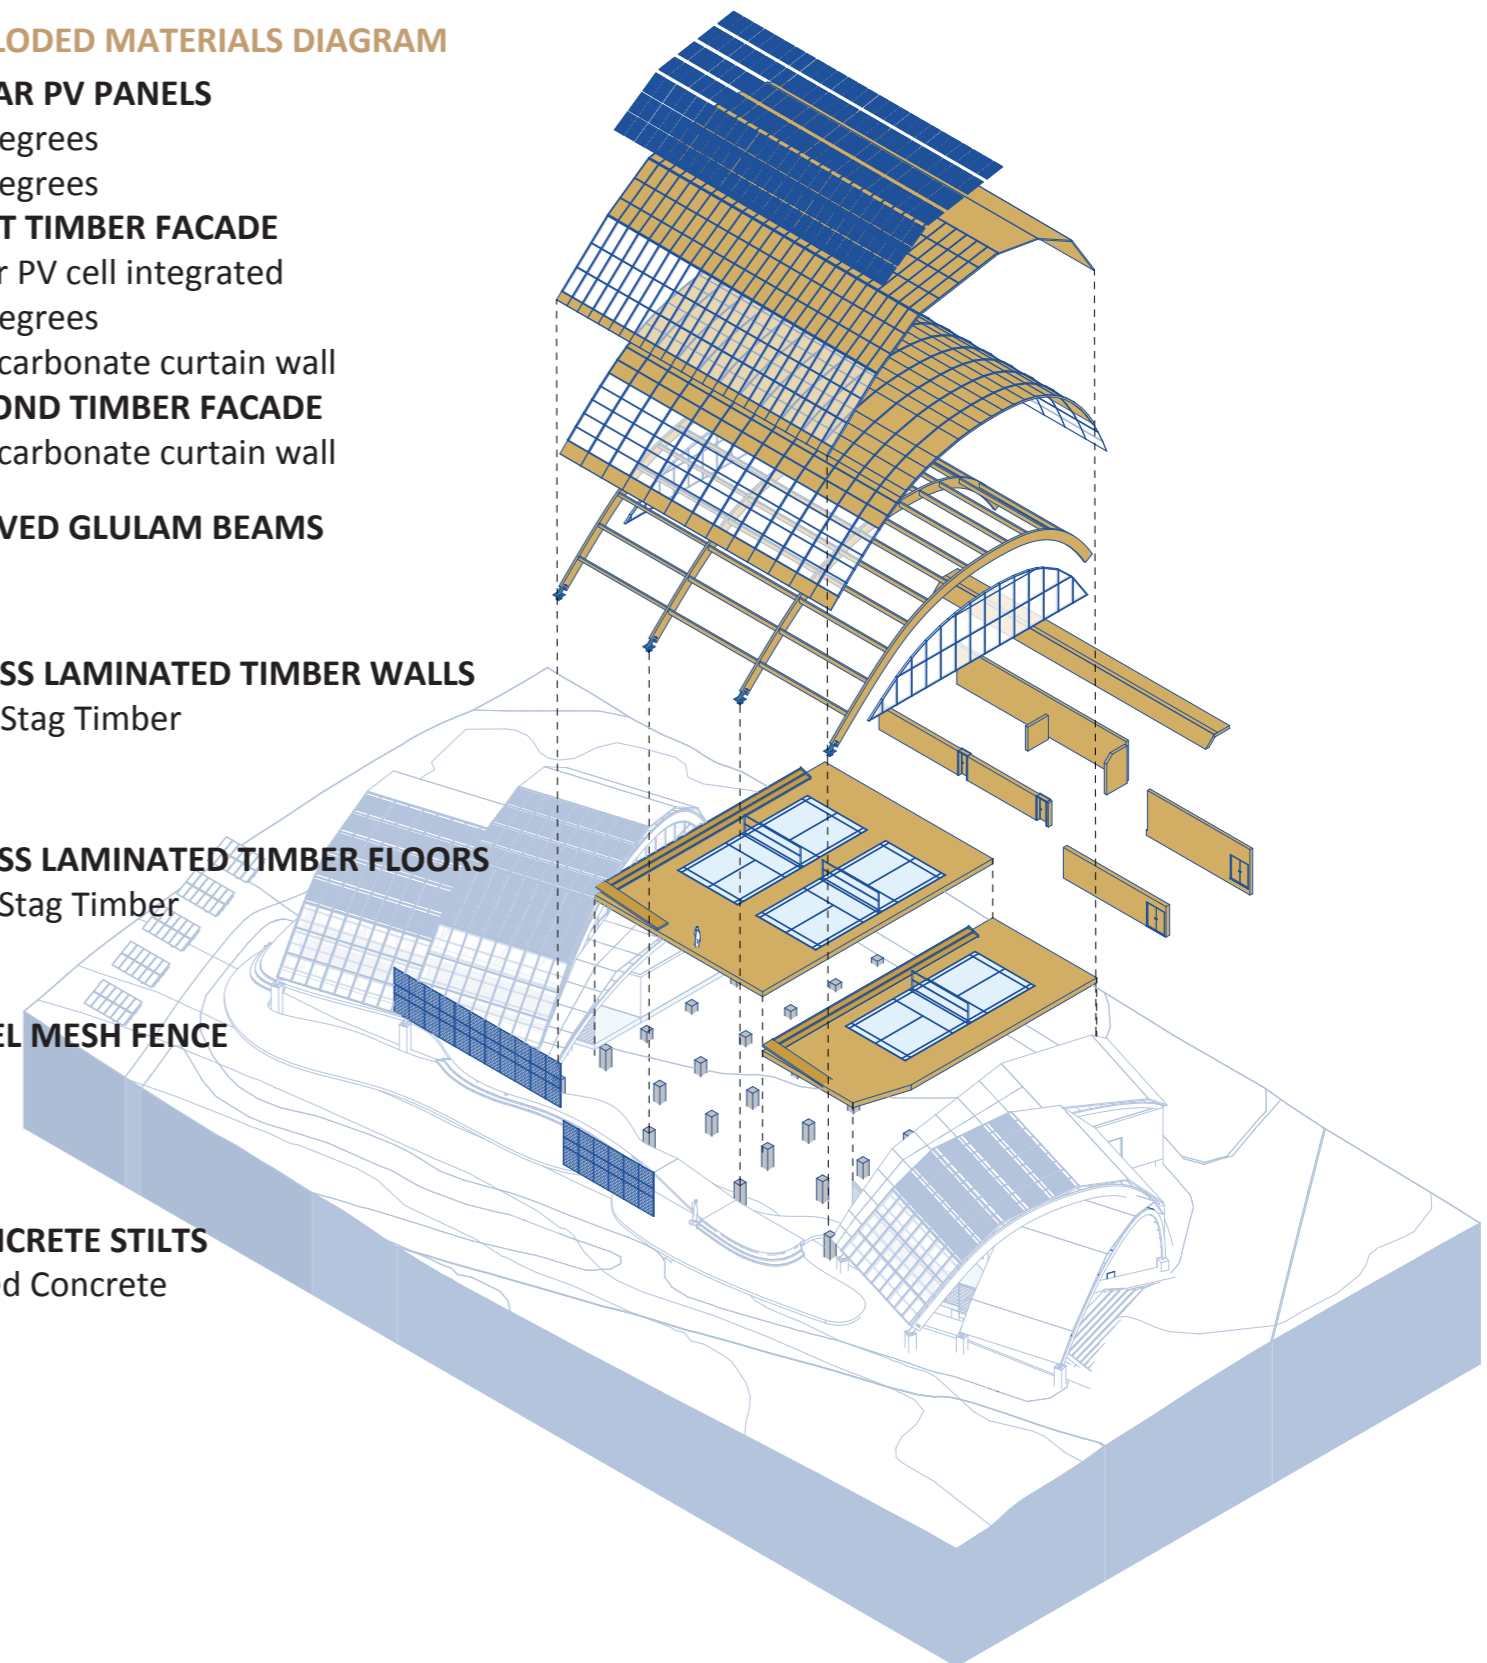 LODED MATERIALS DIAGRAM
AR PV PANELS
egrees
egrees
T TIMBER FACADE
r PV cell integrated
egrees
carbonate curtain wall
OND TIMBER FACADE
carbonate curtain wall
VED GLULAM BEAMS
SS LAMINATED TIMBER WALLS
Stag Timber
SS LAMINATED TIMBER FLOORS
Stag Timber
EL MESH FENCE
NCRETE STILTS
ed Concrete